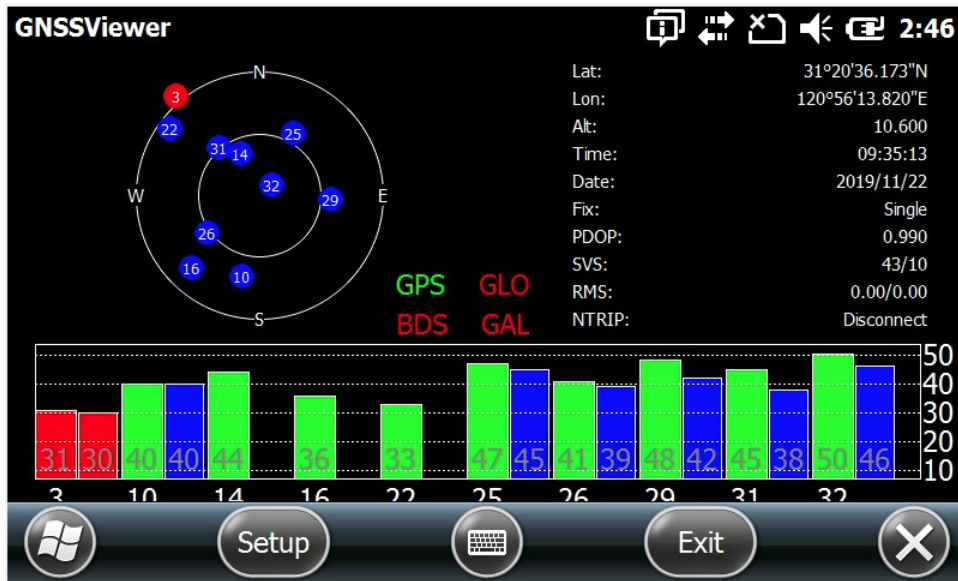 GNSSViewer 2:46
Lat: 31º20'36.173"N
Lon: 120º56'13.820"E
Alt: 10.600
Time: 09:35:13
Date: 2019/11/22
Fix: Single
PDOP: 0.990
SVS: 43/10
RMS: 0.00/0.00
NTRIP: Disconnect
N
3
22
31 14 25
32
W 29 E
26
16 10
S
GPS GLO
BDS GAL
50
40
30
20
10
31 30 40 40 44 36 33 47 45 41 39 48 42 45 38 50 46
3 10 14 16 22 25 26 29 31 32
Setup Exit